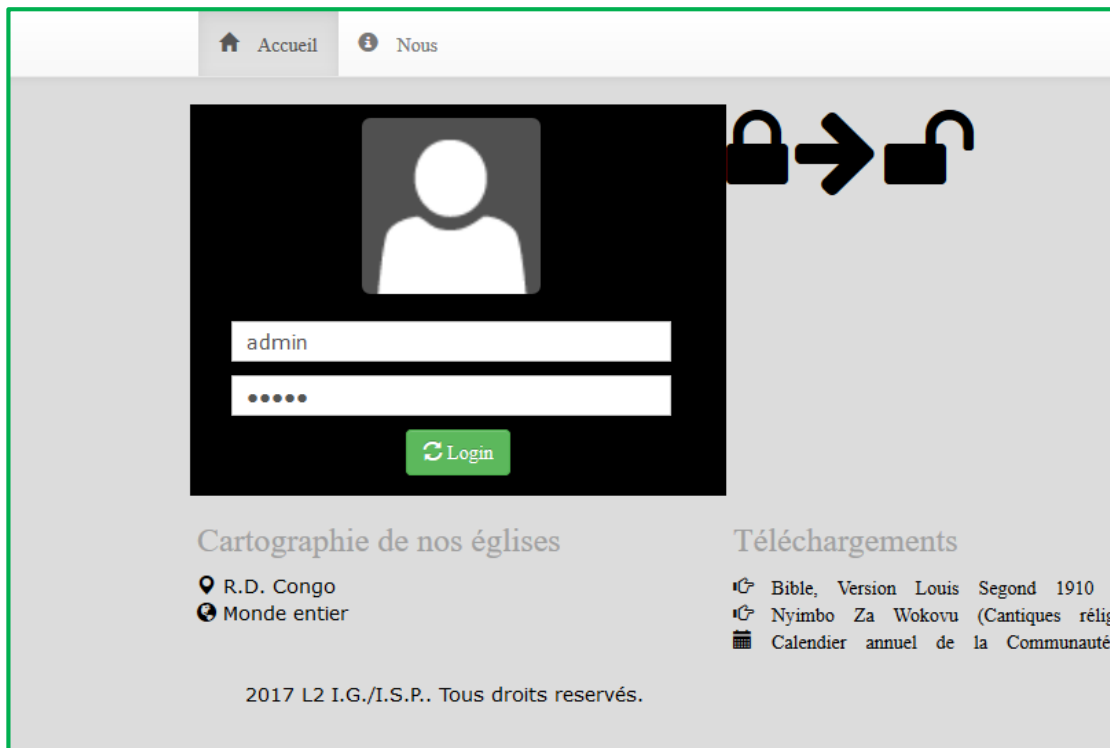 Accueil Nous
admin
•••••
Login
Cartographie de nos églises
R.D. Congo
Monde entier
Téléchargements
Bible, Version Louis Segond 1910
Nyimbo Za Wokovu (Cantiques rélig
Calendier annuel de la Communauté
2017 L2 I.G./I.S.P.. Tous droits reservés.